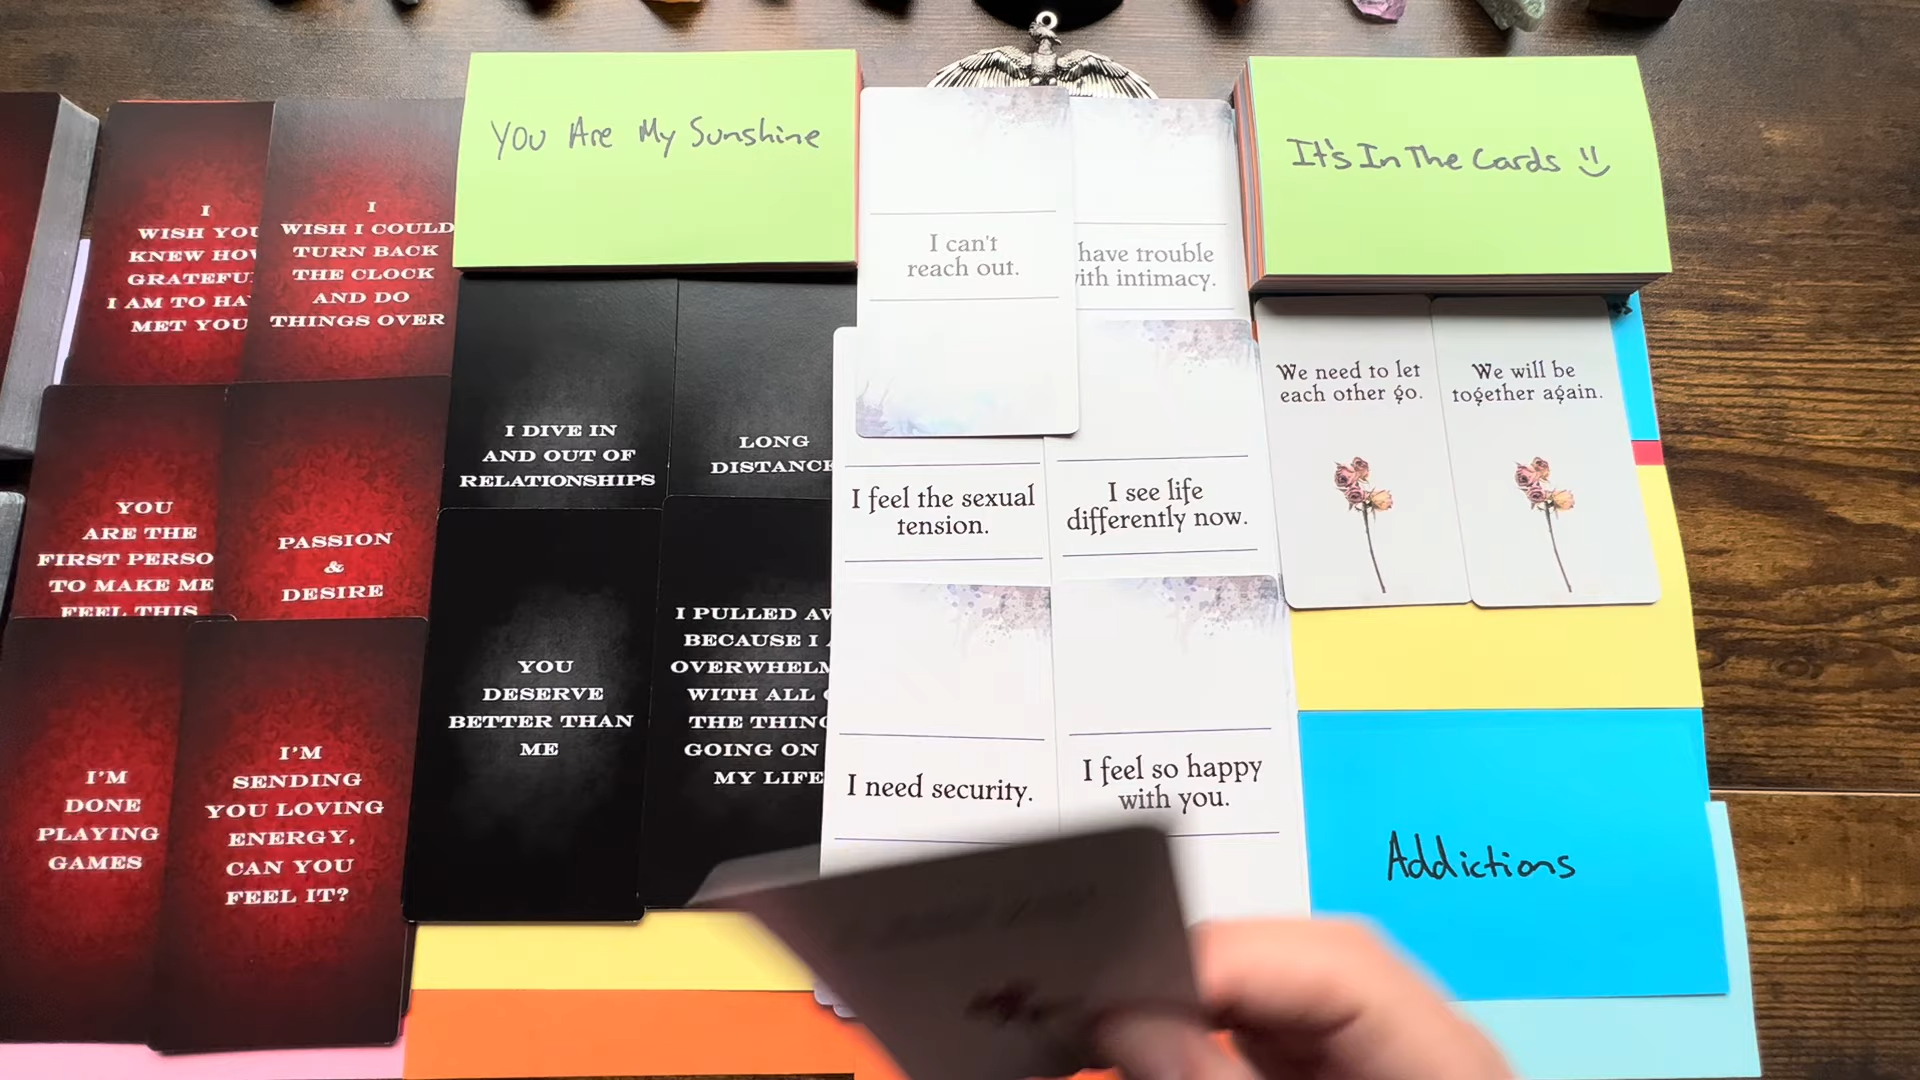 I
WISH YOU
KNEW HOW
GRATEFU
I AM TO HA
MET YOU
I
WISH I COULD
TURN BACK
THE CLOCK
AND DO
THINGS OVER
You Are My Sunshine
I can't
reach out.
have trouble
with intimacy.
It's In The Cards
YOU
ARE THE
FIRST PERSO
TO MAKE ME
FEEL THIS
PASSION
&
DESIRE
I DIVE IN
AND OUT OF
RELATIONSHIPS
LONG
DISTANCE
I feel the sexual
tension.
I see life
differently now.
We need to let
each other go.
We will be
together again.
I'M
DONE
PLAYING
GAMES
I'M
SENDING
YOU LOVING
ENERGY,
CAN YOU
FEEL IT?
YOU
DESERVE
BETTER THAN
ME
I PULLED AW
BECAUSE I
OVERWHELM
WITH ALL
THE THING
GOING ON
MY LIFE
I need security.
I feel so happy
with you.
Addictions